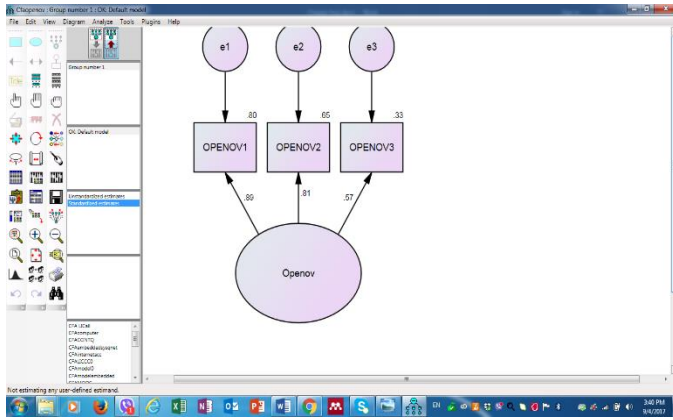 Cfaopenov : Group number 1 : OK: Default model
File Edit View Diagram Analyze Tools Plugins Help
Group number 1
OK: Default model
Unstandardized estimates
Standardized estimates
CFA UCall
CFAcomputer
e1 e2 e3
.80 .65 .33
OPENOV1 OPENOV2 OPENOV3
.89 .81 .57
Openov
Not estimating any user-defined estimand.
EN
3:40 PM
9/4/2017